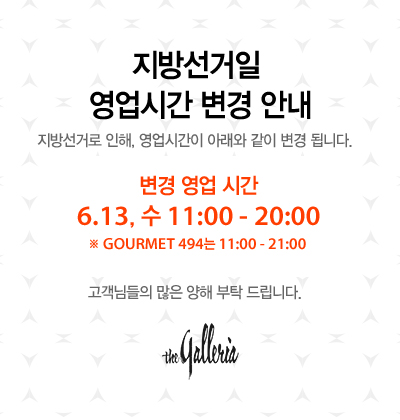 지방선거일
영업시간 변경 안내
지방선거로 인해, 영업시간이 아래와 같이 변경 됩니다.
변경 영업 시간
6.13, 수 11:00 - 20:00
※ GOURMET 494는 11:00 - 21:00
고객님들의 많은 양해 부탁 드립니다.
the Galleria